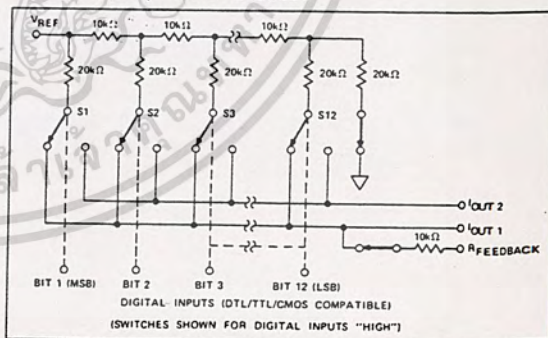 VREF 10kΩ 10kΩ 10kΩ
20kΩ 20kΩ 20kΩ 20kΩ 20kΩ
S1 S2 S3 S12
IOUT 2
IOUT 1
10kΩ
RFEEDBACK
BIT 1 (MSB) BIT 2 BIT 3 BIT 12 (LSB)
DIGITAL INPUTS (DTL/TTL/CMOS COMPATIBLE)
(SWITCHES SHOWN FOR DIGITAL INPUTS "HIGH")